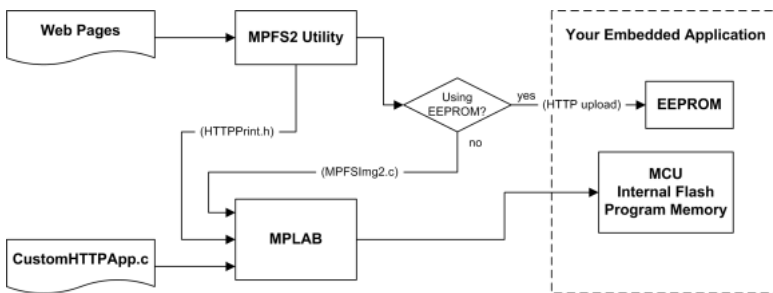 Web Pages
MPFS2 Utility
Your Embedded Application
Using
EEPROM?
yes
(HTTP upload)
EEPROM
no
(HTTPPrint.h)
(MPFSImg2.c)
MCU
Internal Flash
Program Memory
MPLAB
CustomHTTPApp.c